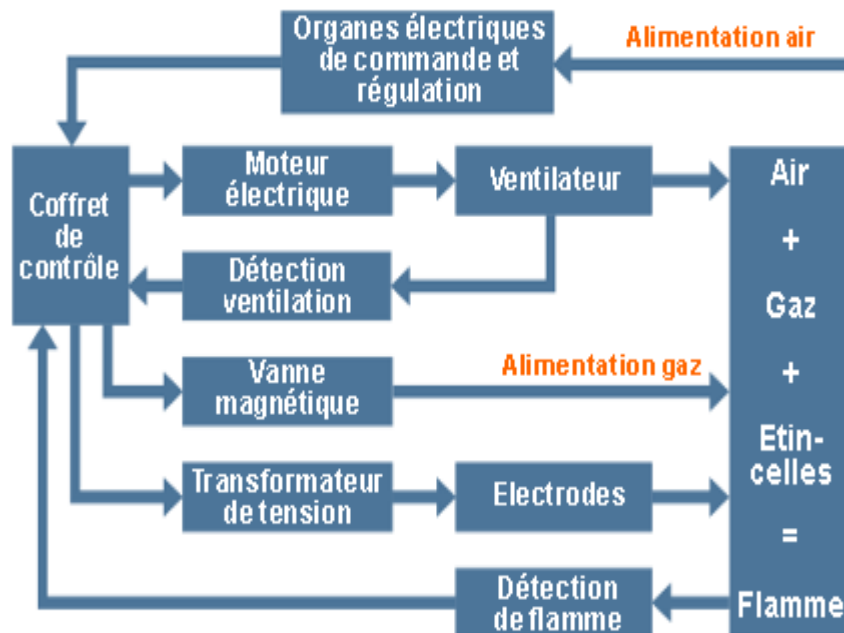 Organes électriques
de commande et
régulation
Alimentation air
Coffret
de
contrôle
Moteur
électrique
Ventilateur
Détection
ventilation
Vanne
magnétique
Alimentation gaz
Transformateur
de tension
Electrodes
Détection
de flamme
Air
+
Gaz
+
Etin-
celles
=
Flamme